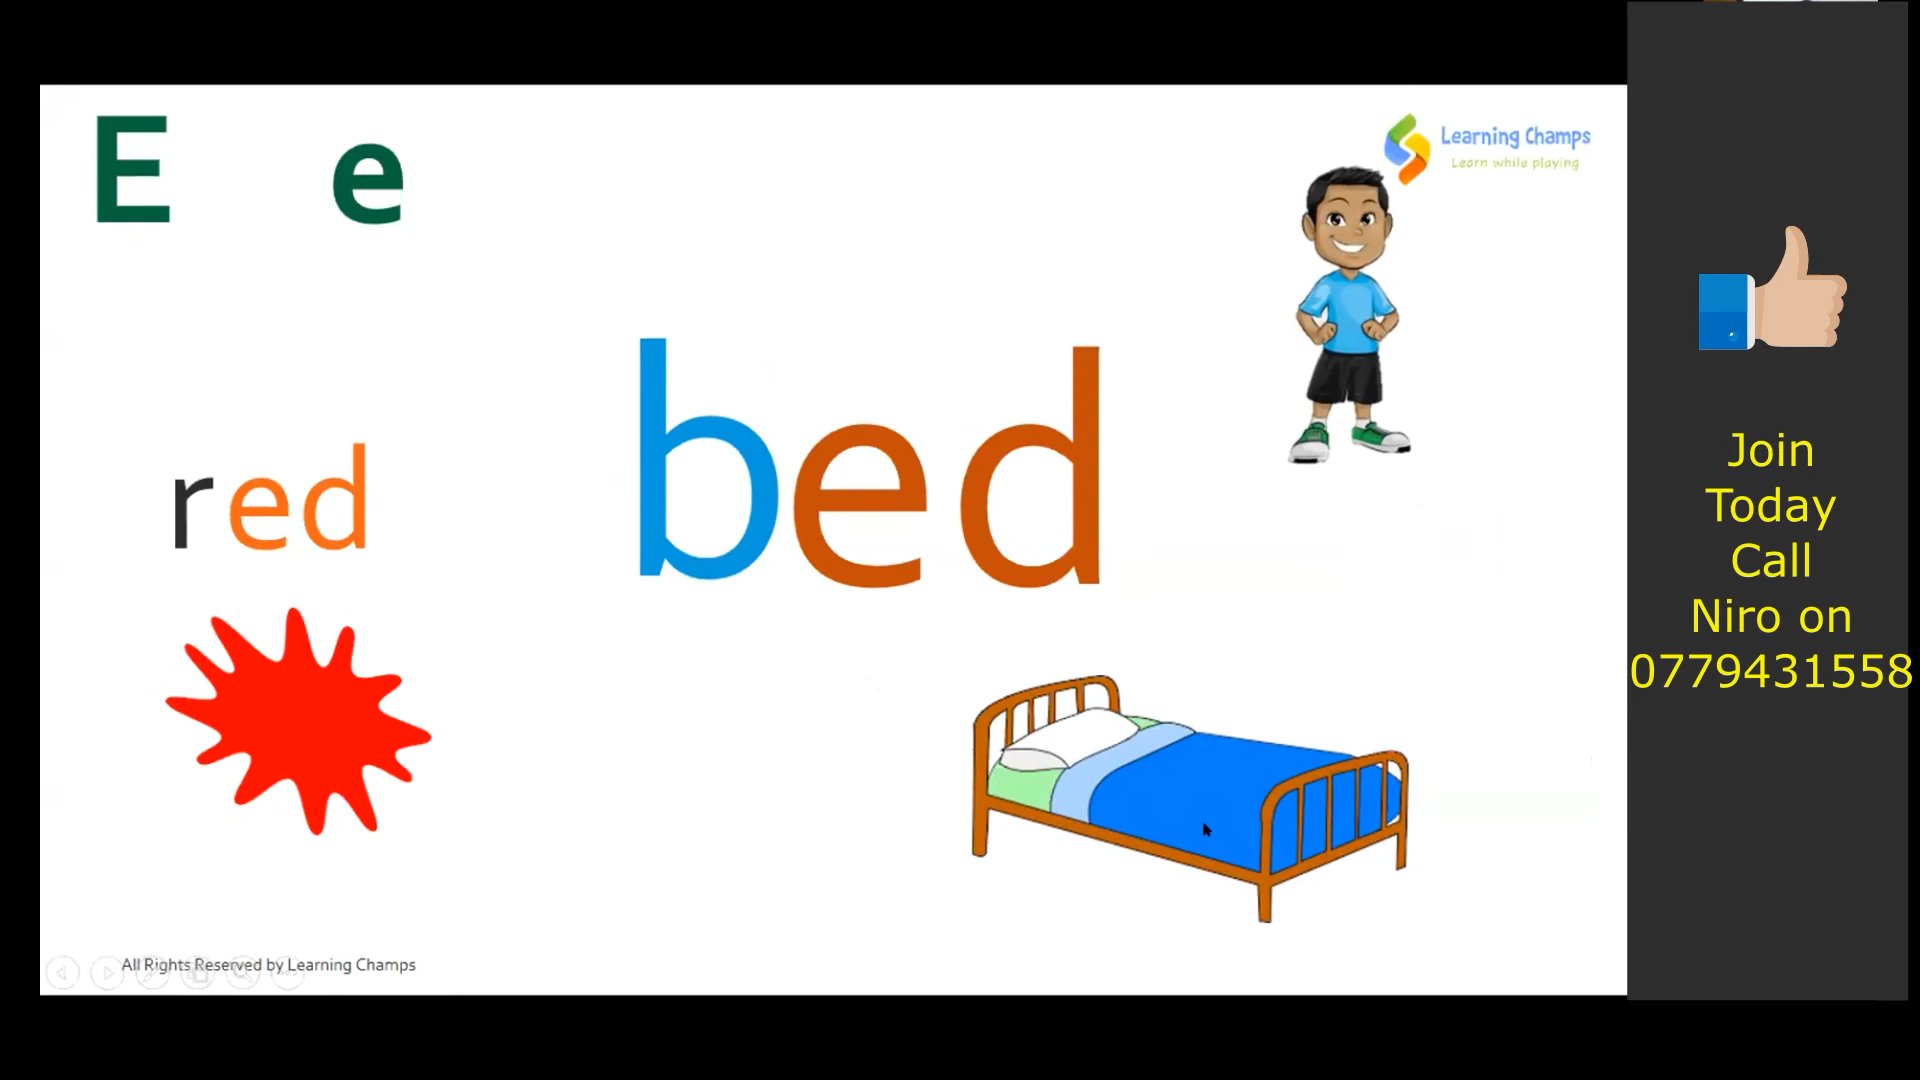 E e
Learning Champs
Learn while playing
bed
red
Join
Today
Call
Niro on
0779431558
All Rights Reserved by Learning Champs